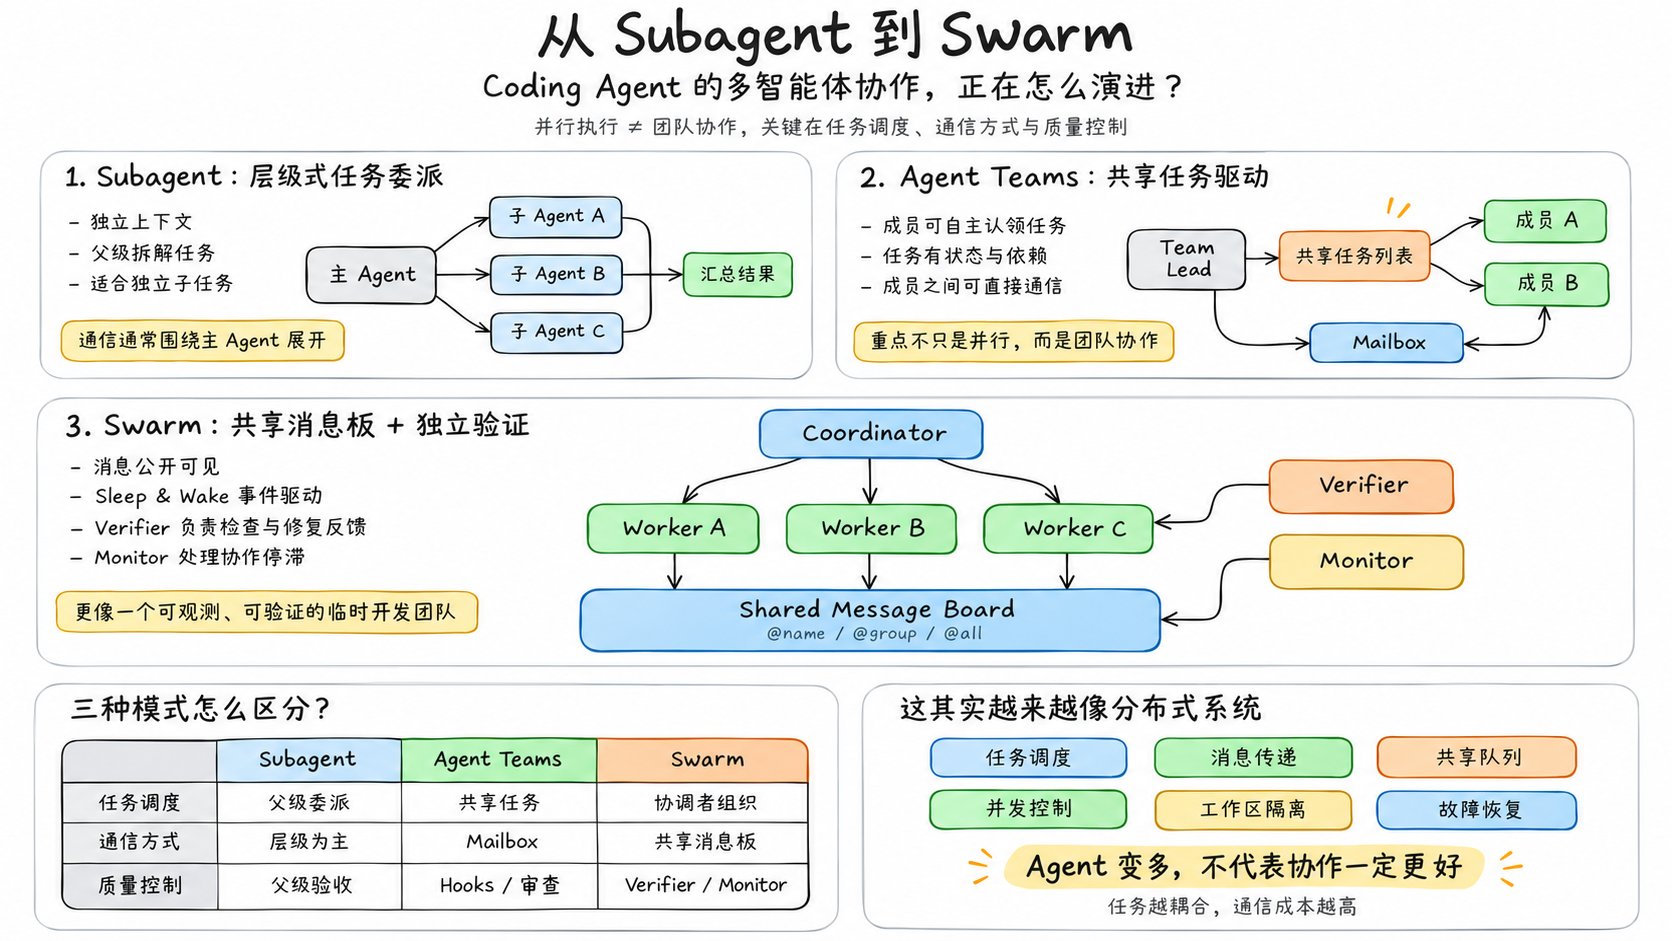 从 Subagent 到 Swarm
Coding Agent 的多智能体协作，正在怎么演进？
并行执行 ≠ 团队协作，关键在任务调度、通信方式与质量控制
1. Subagent：层级式任务委派
– 独立上下文
– 父级拆解任务
– 适合独立子任务
通信通常围绕主 Agent 展开
主 Agent
子 Agent A
子 Agent B
子 Agent C
汇总结果
2. Agent Teams：共享任务驱动
– 成员可自主认领任务
– 任务有状态与依赖
– 成员之间可直接通信
重点不只是并行，而是团队协作
Team
Lead
共享任务列表
成员 A
成员 B
Mailbox
3. Swarm：共享消息板 + 独立验证
– 消息公开可见
– Sleep & Wake 事件驱动
– Verifier 负责检查与修复反馈
– Monitor 处理协作停滞
更像一个可观测、可验证的临时开发团队
Coordinator
Worker A
Worker B
Worker C
Verifier
Monitor
Shared Message Board
@name / @group / @all
三种模式怎么区分？
Subagent Agent Teams Swarm
任务调度 父级委派 共享任务 协调者组织
通信方式 层级为主 Mailbox 共享消息板
质量控制 父级验收 Hooks / 审查 Verifier / Monitor
这其实越来越像分布式系统
任务调度 消息传递 共享队列
并发控制 工作区隔离 故障恢复
Agent 变多，不代表协作一定更好
任务越耦合，通信成本越高